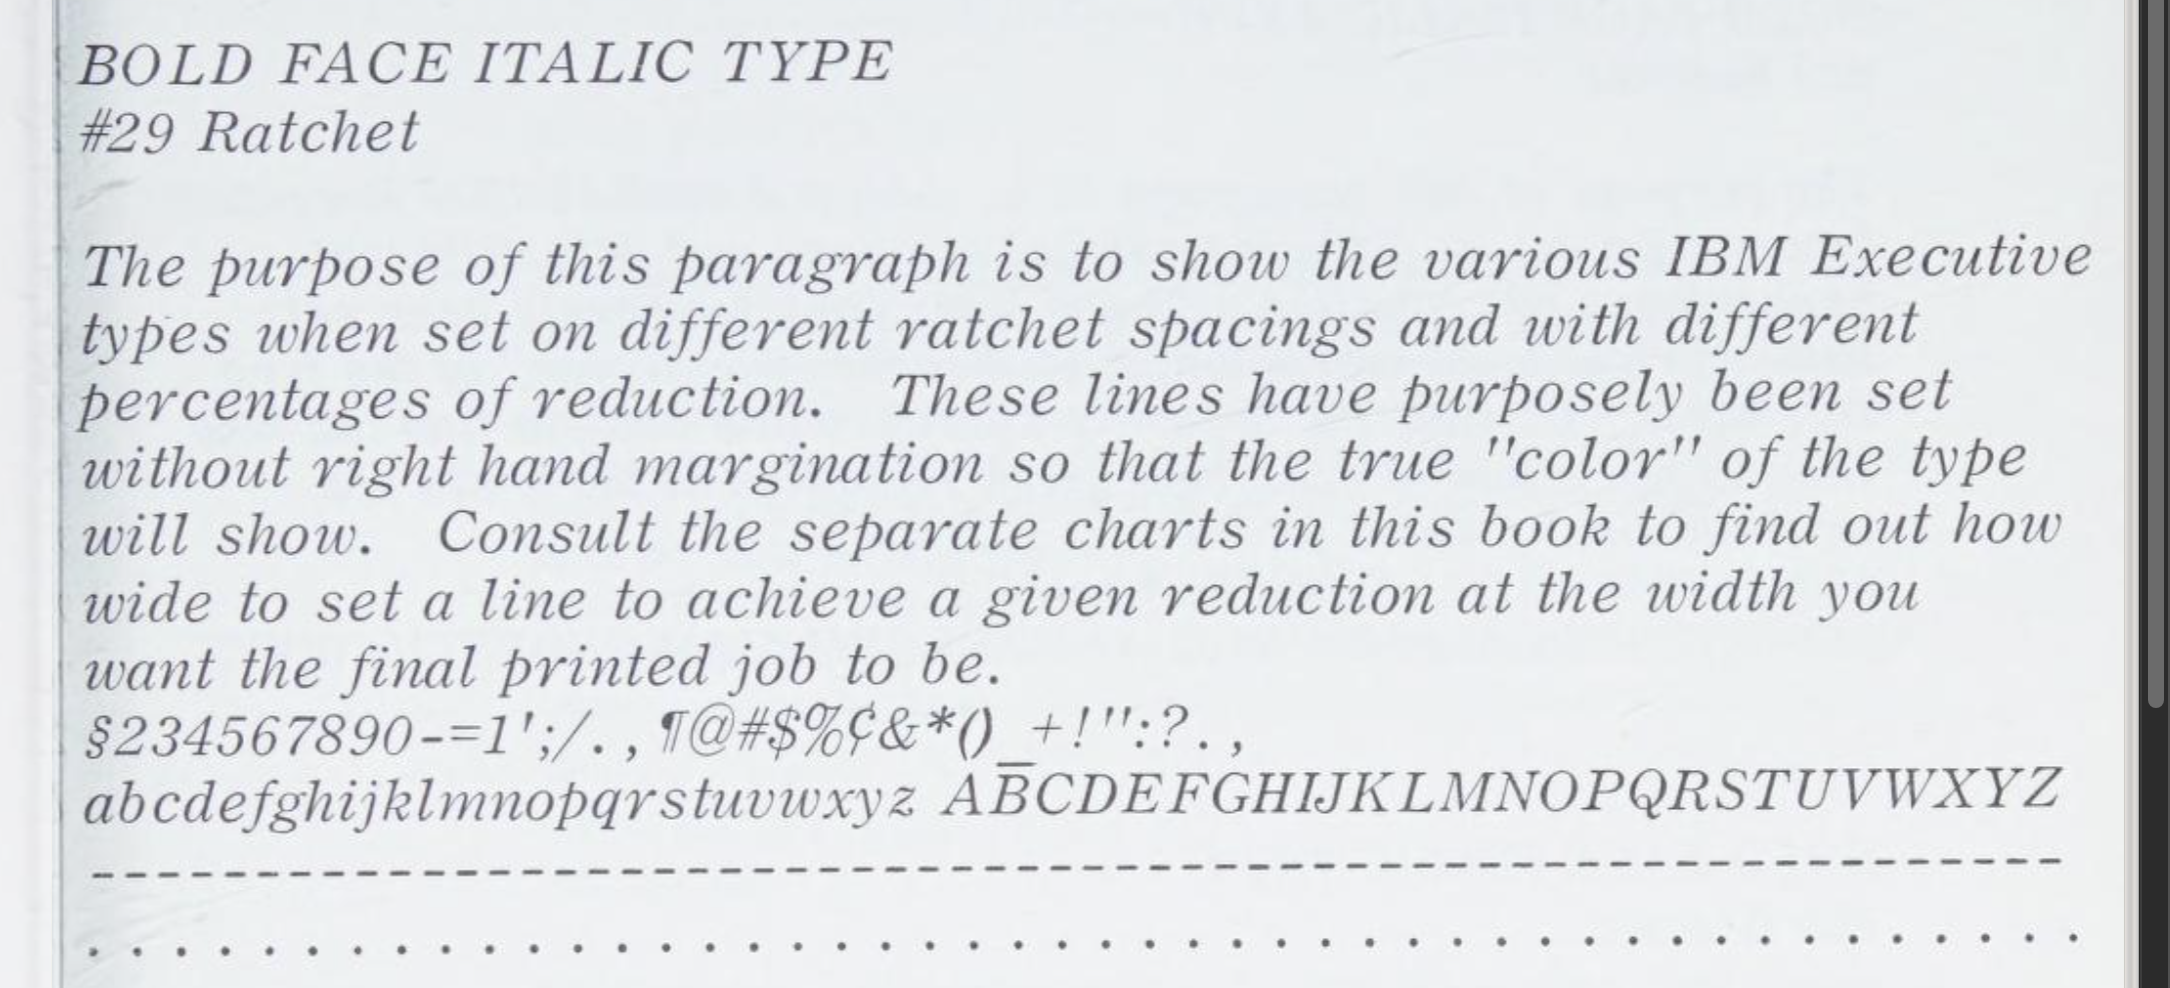 BOLD FACE ITALIC TYPE
#29 Ratchet
The purpose of this paragraph is to show the various IBM Executive
types when set on different ratchet spacings and with different
percentages of reduction.  These lines have purposely been set
without right hand margination so that the true "color" of the type
will show.  Consult the separate charts in this book to find out how
wide to set a line to achieve a given reduction at the width you
want the final printed job to be.
§234567890-=1';/.,¶@#$%¢&*()_+!":?.,
abcdefghijklmnopqrstuvwxyz ABCDEFGHIJKLMNOPQRSTUVWXYZ
-----------------------------------------------------------
..............................................